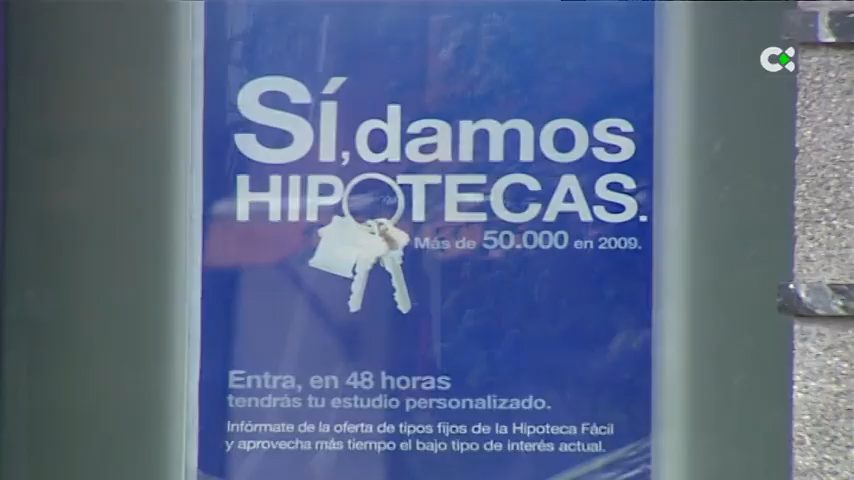 Sí, damos
HIPOTECAS.
Más de 50.000 en 2009.
Entra, en 48 horas
tendrás tu estudio personalizado.
Infórmate de la oferta de tipos fijos de la Hipoteca Fácil
y aprovecha más tiempo el bajo tipo de interés actual.